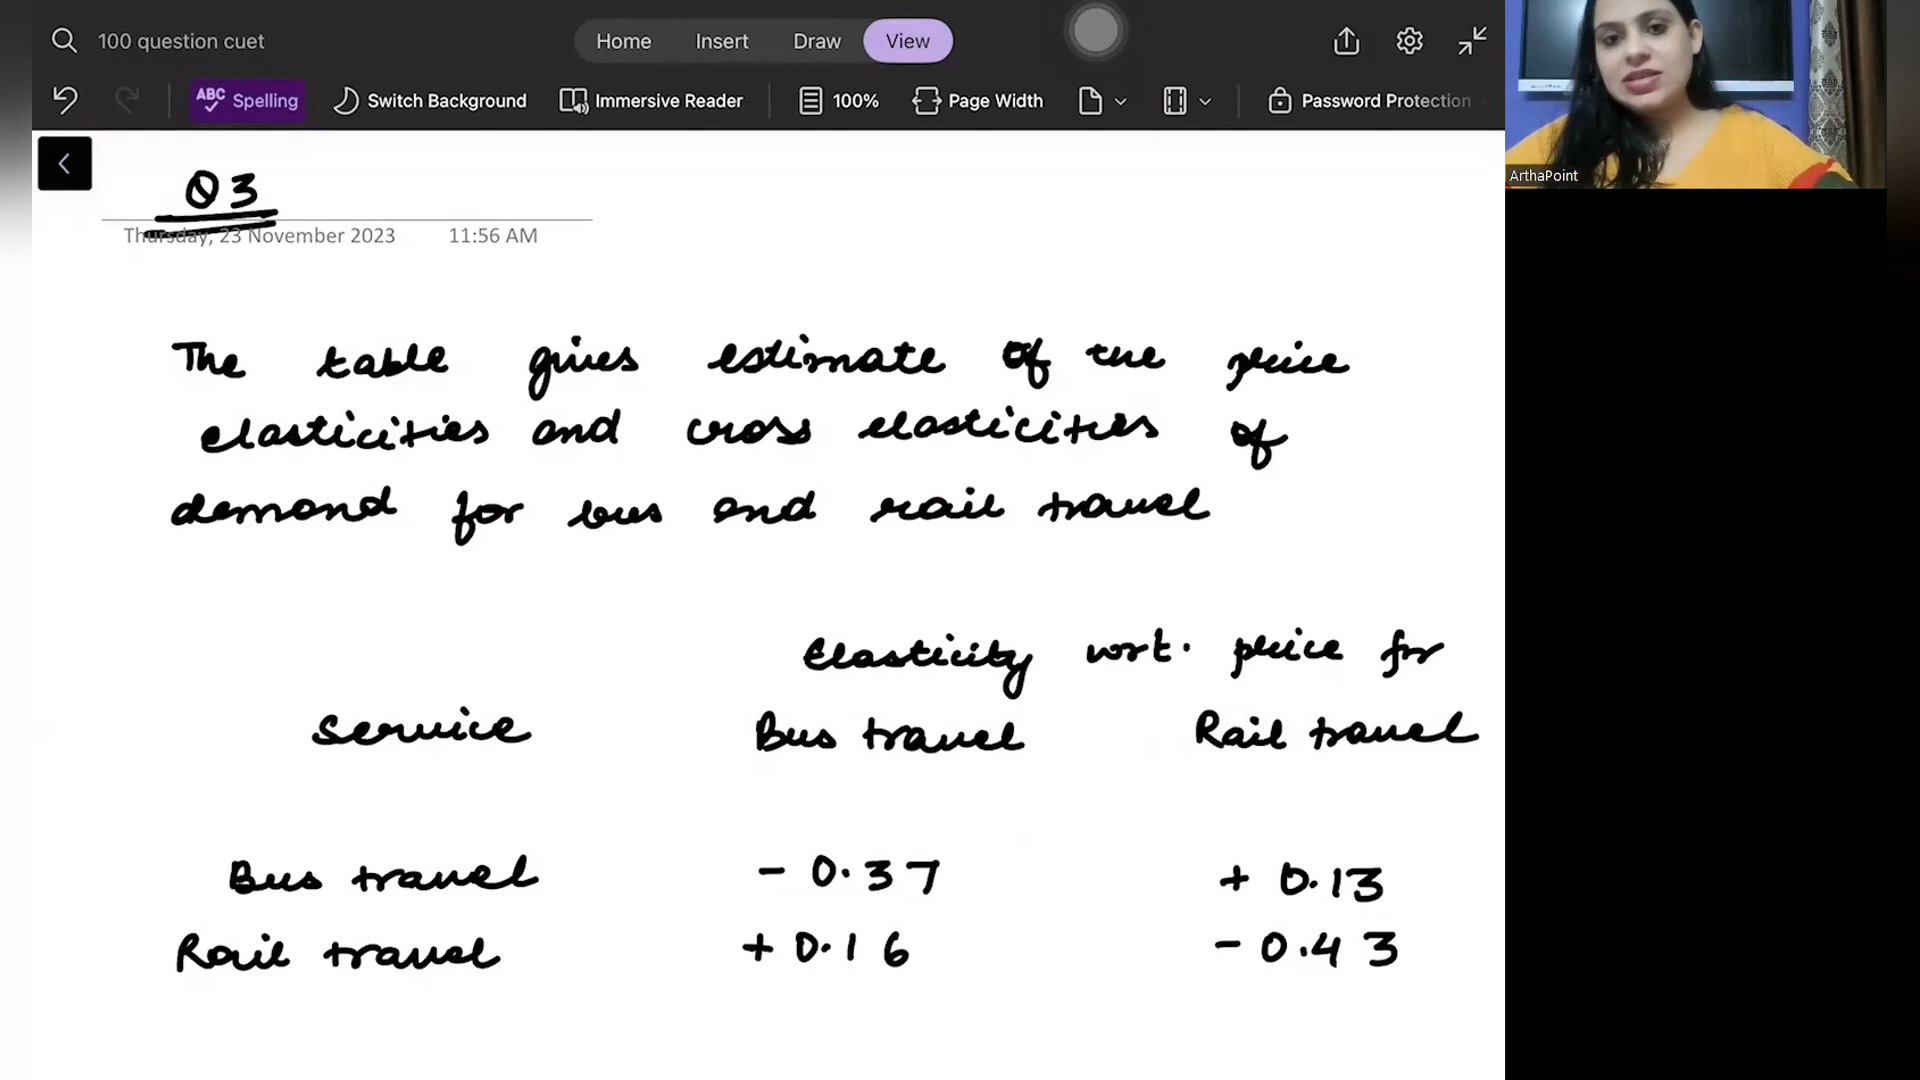 100 question cuet
Home Insert Draw View
ABC Spelling Switch Background Immersive Reader 100% Page Width Password Protection
ArthaPoint
Q3
Thursday, 23 November 2023 11:56 AM
The table gives estimate of the price
elasticities and cross elasticities of
demand for bus and rail travel
Elasticity wrt. price for
Service Bus travel Rail travel
Bus travel - 0.37 + 0.13
Rail travel + 0.16 - 0.43